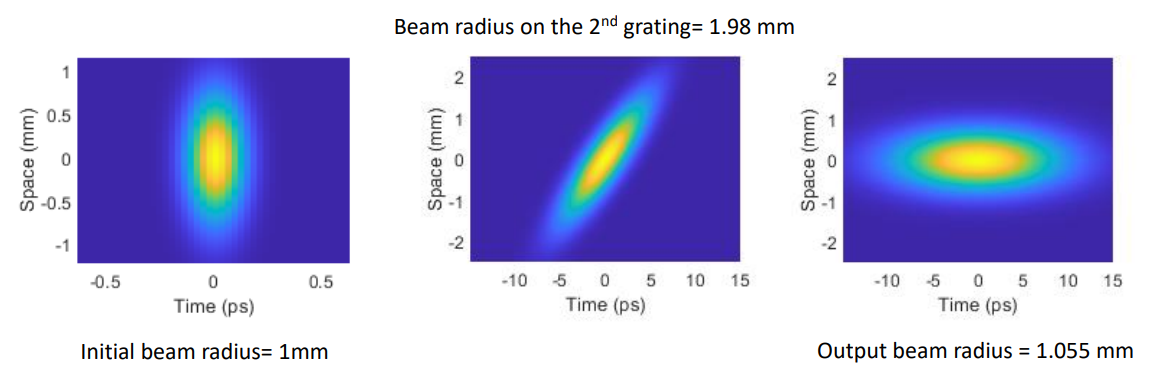 Beam radius on the 2nd grating= 1.98 mm
1
0.5
0
-0.5
-1
Space (mm)
-0.5 0 0.5
Time (ps)
Initial beam radius= 1mm
2
1
0
-1
-2
Space (mm)
-10 -5 0 5 10 15
Time (ps)
2
1
0
-1
-2
Space (mm)
-10 -5 0 5 10 15
Time (ps)
Output beam radius = 1.055 mm